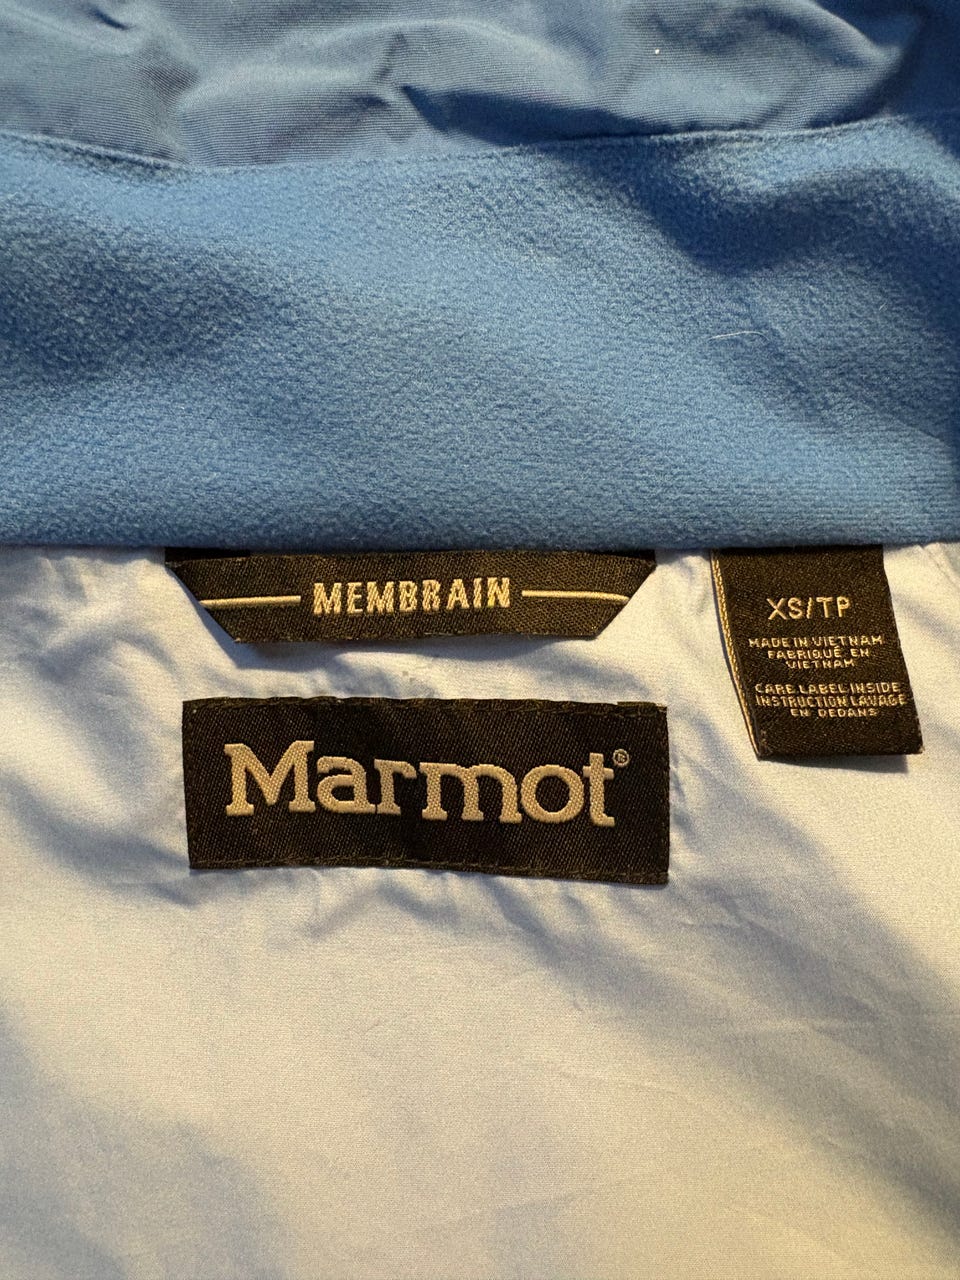 MEMBRAIN
Marmot®
XS/TP
MADE IN VIETNAM
FABRIQUÉ EN
VIETNAM
CARE LABEL INSIDE
INSTRUCTION LAVAGE
EN DEDANS